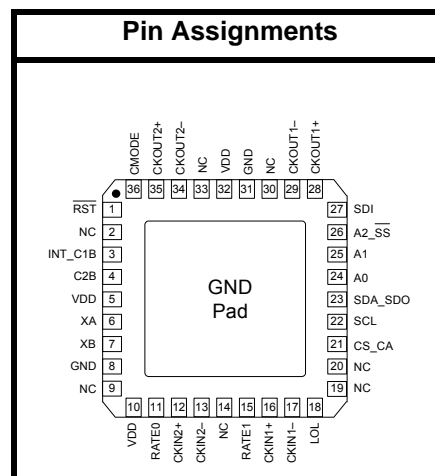 Pin Assignments
CMODE
CKOUT2+
CKOUT2–
NC
VDD
GND
NC
CKOUT1–
CKOUT1+
36 35 34 33 32 31 30 29 28
RST 1
NC 2
INT_C1B 3
C2B 4
VDD 5
XA 6
XB 7
GND 8
NC 9
GND
Pad
27 SDI
26 A2_SS
25 A1
24 A0
23 SDA_SDO
22 SCL
21 CS_CA
20 NC
19 NC
10 11 12 13 14 15 16 17 18
VDD
RATE0
CKIN2+
CKIN2–
NC
RATE1
CKIN1+
CKIN1–
LOL